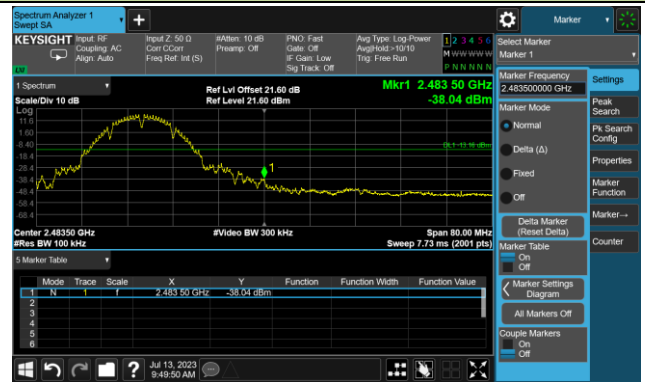 Spectrum Analyzer 1
Swept SA
Marker
KEYSIGHT
Input: RF
Coupling: AC
Align: Auto
Input Z: 50 Ω
Corr CCorr
Freq Ref: Int (S)
#Atten: 10 dB
Preamp: Off
PNO: Fast
Gate: Off
IF Gain: Low
Sig Track: Off
Avg Type: Log-Power
Avg|Hold:>10/10
Trig: Free Run
1 2 3 4 5 6
M W W W W W
P N N N N N
Select Marker
Marker 1
1 Spectrum
Scale/Div 10 dB
Log
Ref Lvl Offset 21.60 dB
Ref Level 21.60 dBm
Mkr1 2.483 50 GHz
-38.04 dBm
11.6
1.60
-8.40
-18.4
-28.4
-38.4
-48.4
-58.4
-68.4
DL1 -13.16 dBm
1
Center 2.48350 GHz
#Res BW 100 kHz
#Video BW 300 kHz
Span 80.00 MHz
Sweep 7.73 ms (2001 pts)
5 Marker Table
Mode Trace Scale X Y Function Function Width Function Value
1 N 1 f 2.483 50 GHz -38.04 dBm
2
3
4
5
6
Marker Frequency
2.483500000 GHz
Marker Mode
Normal
Delta (Δ)
Fixed
Off
Delta Marker
(Reset Delta)
Marker Table
On
Off
Marker Settings
Diagram
All Markers Off
Couple Markers
On
Off
Settings
Peak
Search
Pk Search
Config
Properties
Marker
Function
Marker→
Counter
?
Jul 13, 2023
9:49:50 AM